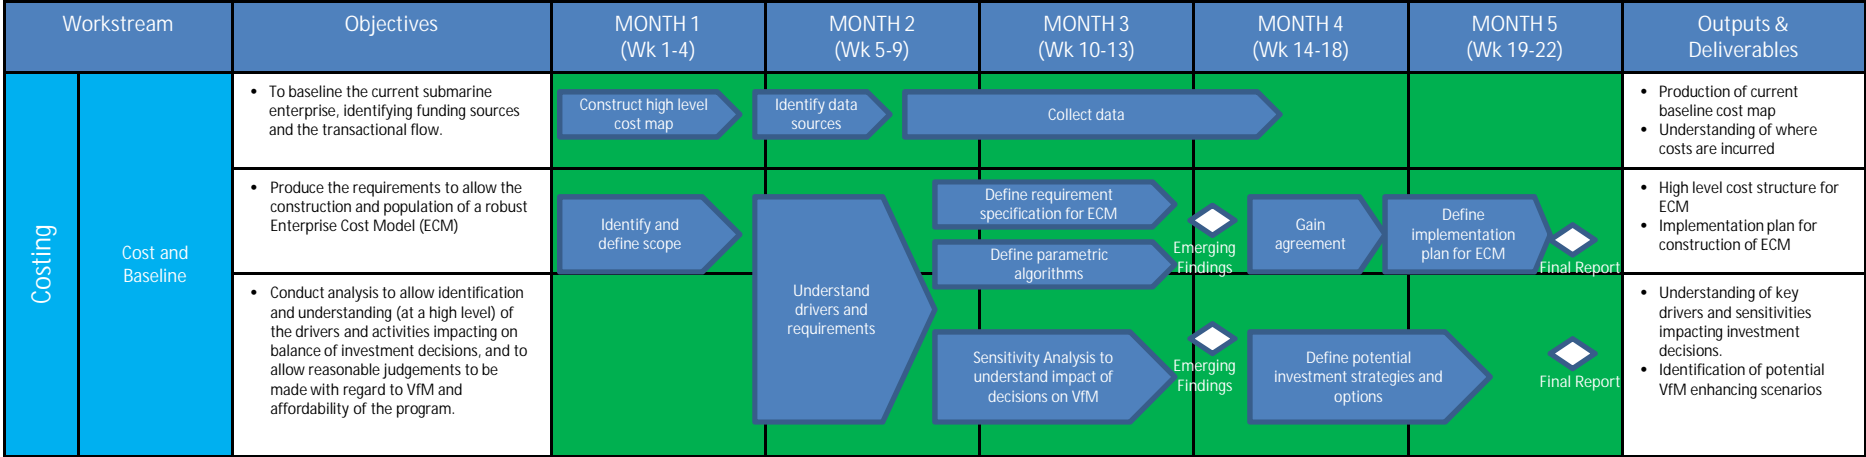 Workstream
Objectives
MONTH 1
(Wk 1-4)
MONTH 2
(Wk 5-9)
MONTH 3
(Wk 10-13)
MONTH 4
(Wk 14-18)
MONTH 5
(Wk 19-22)
Outputs &
Deliverables
Costing
Cost and
Baseline
• To baseline the current submarine
enterprise, identifying funding sources
and the transactional flow.
Construct high level
cost map
Identify data
sources
Collect data
• Production of current
baseline cost map
• Understanding of where
costs are incurred
• Produce the requirements to allow the
construction and population of a robust
Enterprise Cost Model (ECM)
Identify and
define scope
Understand
drivers and
requirements
Define requirement
specification for ECM
Define parametric
algorithms
Emerging
Findings
Gain
agreement
Define
implementation
plan for ECM
Final Report
• High level cost structure for
ECM
• Implementation plan for
construction of ECM
• Conduct analysis to allow identification
and understanding (at a high level) of
the drivers and activities impacting on
balance of investment decisions, and to
allow reasonable judgements to be
made with regard to VfM and
affordability of the program.
Sensitivity Analysis to
understand impact of
decisions on VfM
Emerging
Findings
Define potential
investment strategies and
options
Final Report
• Understanding of key
drivers and sensitivities
impacting investment
decisions.
• Identification of potential
VfM enhancing scenarios